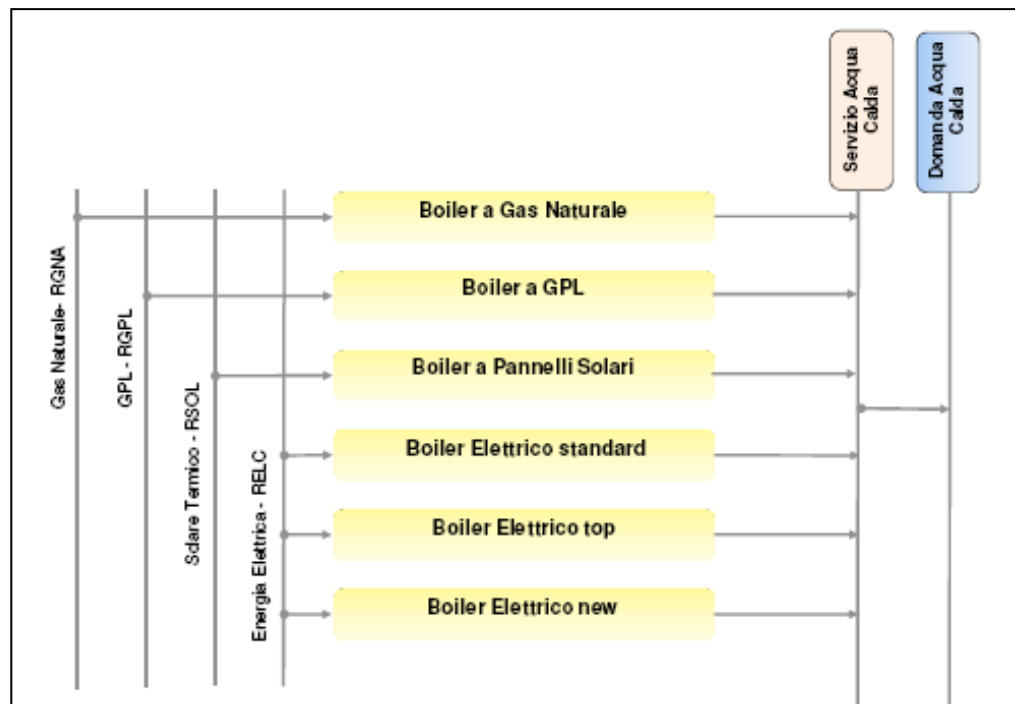 Servizio Acqua
Calda
Domanda Acqua
Calda
Gas Naturale- RGNA
GPL - RGPL
Solare Termico - RSOL
Energia Elettrica - RELC
Boiler a Gas Naturale
Boiler a GPL
Boiler a Pannelli Solari
Boiler Elettrico standard
Boiler Elettrico top
Boiler Elettrico new